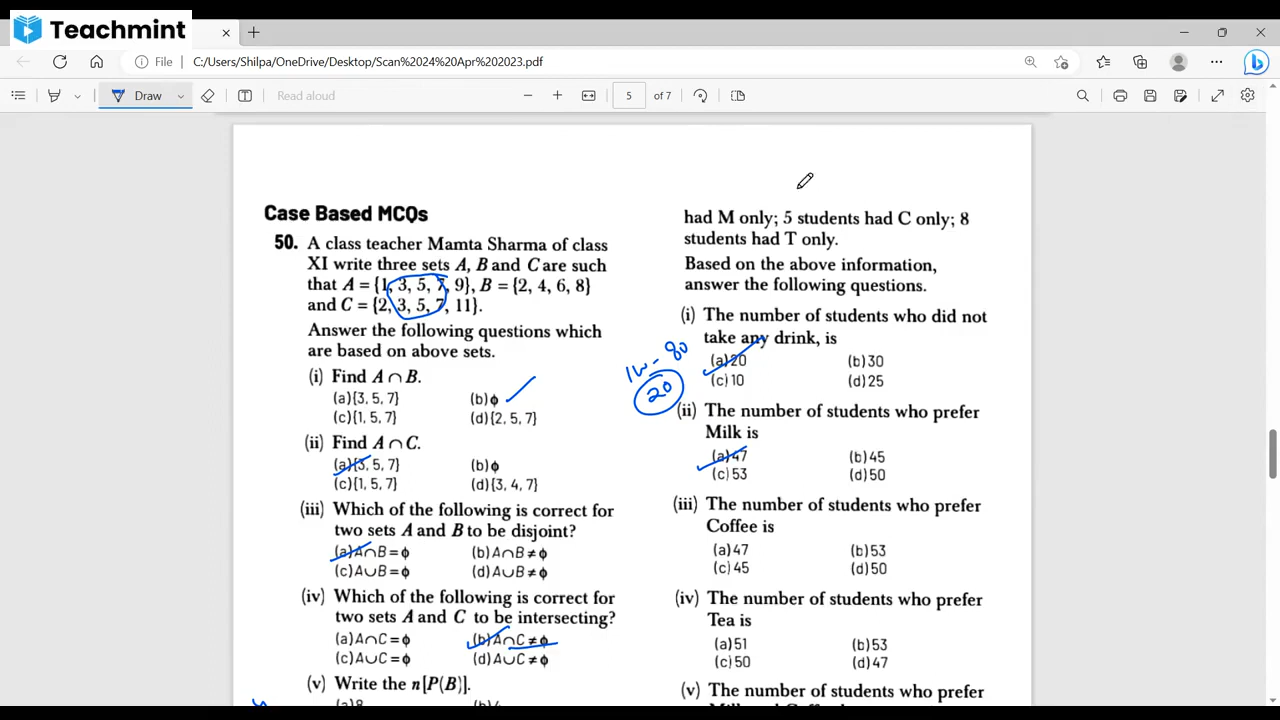 Teachmint
File C:/Users/Shilpa/OneDrive/Desktop/Scan%2024%20Apr%202023.pdf
Draw Read aloud 5 of 7
Case Based MCQs
50. A class teacher Mamta Sharma of class
XI write three sets A, B and C are such
that A = {1, 3, 5, 7, 9}, B = {2, 4, 6, 8}
and C = {2, 3, 5, 7, 11}.
Answer the following questions which
are based on above sets.
(i) Find A ∩ B.
(a) {3, 5, 7} (b) ϕ
(c) {1, 5, 7} (d) {2, 5, 7}
(ii) Find A ∩ C.
(a) {3, 5, 7} (b) ϕ
(c) {1, 5, 7} (d) {3, 4, 7}
(iii) Which of the following is correct for
two sets A and B to be disjoint?
(a) A ∩ B = ϕ (b) A ∩ B ≠ ϕ
(c) A ∪ B = ϕ (d) A ∪ B ≠ ϕ
(iv) Which of the following is correct for
two sets A and C to be intersecting?
(a) A ∩ C = ϕ (b) A ∩ C ≠ ϕ
(c) A ∪ C = ϕ (d) A ∪ C ≠ ϕ
(v) Write the n[P(B)].
had M only; 5 students had C only; 8
students had T only.
Based on the above information,
answer the following questions.
(i) The number of students who did not
take any drink, is
(a) 20 (b) 30
(c) 10 (d) 25
- 80
20
(ii) The number of students who prefer
Milk is
(a) 47 (b) 45
(c) 53 (d) 50
(iii) The number of students who prefer
Coffee is
(a) 47 (b) 53
(c) 45 (d) 50
(iv) The number of students who prefer
Tea is
(a) 51 (b) 53
(c) 50 (d) 47
(v) The number of students who prefer